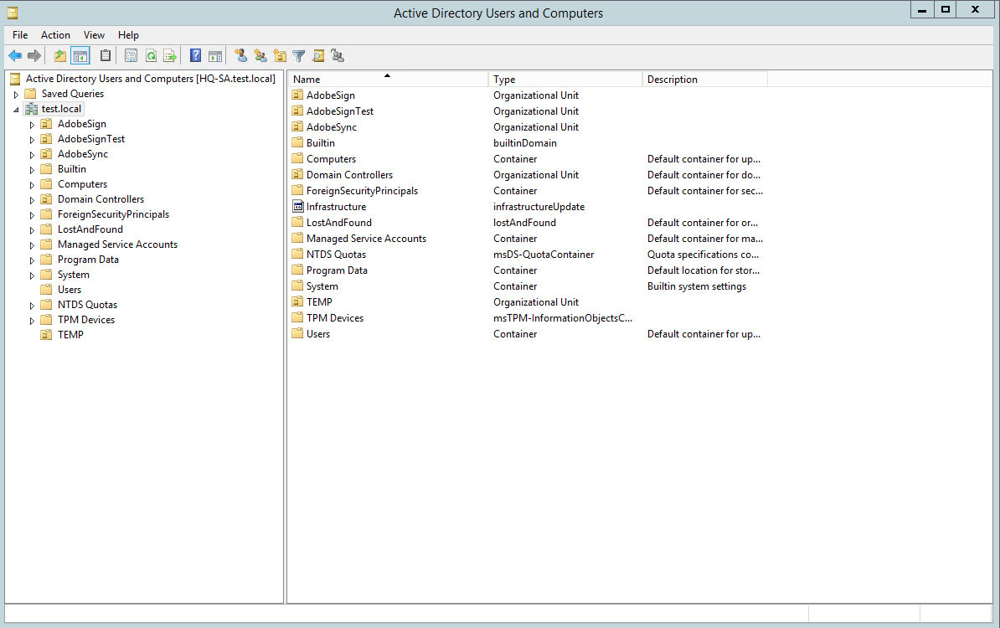 Active Directory Users and Computers
File Action View Help
Active Directory Users and Computers [HQ-SA.test.local]
Saved Queries
test.local
AdobeSign
AdobeSignTest
AdobeSync
Builtin
Computers
Domain Controllers
ForeignSecurityPrincipals
LostAndFound
Managed Service Accounts
Program Data
System
Users
NTDS Quotas
TPM Devices
TEMP
Name Type Description
AdobeSign Organizational Unit
AdobeSignTest Organizational Unit
AdobeSync Organizational Unit
Builtin builtinDomain
Computers Container Default container for up...
Domain Controllers Organizational Unit Default container for do...
ForeignSecurityPrincipals Container Default container for sec...
Infrastructure infrastructureUpdate
LostAndFound lostAndFound Default container for or...
Managed Service Accounts Container Default container for ma...
NTDS Quotas msDS-QuotaContainer Quota specifications co...
Program Data Container Default location for stor...
System Container Builtin system settings
TEMP Organizational Unit
TPM Devices msTPM-InformationObjectsC...
Users Container Default container for up...